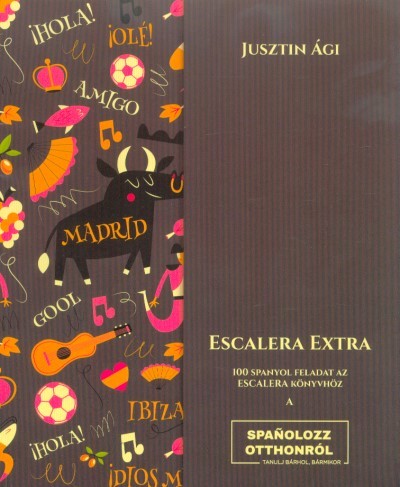 ¡HOLA!
¡OLÉ!
AMIGO
MADRID
GOOL
IBIZA
¡HOLA!
Jusztin Ági
Escalera Extra
100 spanyol feladat az
Escalera könyvhöz
a
SPAÑOLOZZ
OTTHONRÓL
TANULJ BÁRHOL, BÁRMIKOR